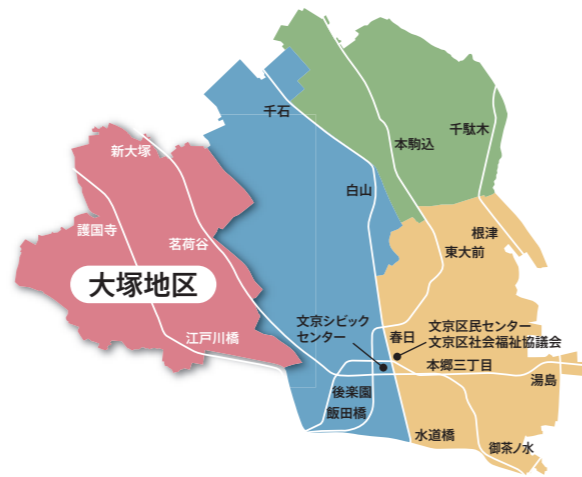 千石
本駒込
千駄木
新大塚
白山
護国寺
茗荷谷
根津
東大前
大塚地区
江戸川橋
文京シビック
センター
春日
文京区民センター
文京区社会福祉協議会
本郷三丁目
湯島
後楽園
飯田橋
水道橋
御茶ノ水